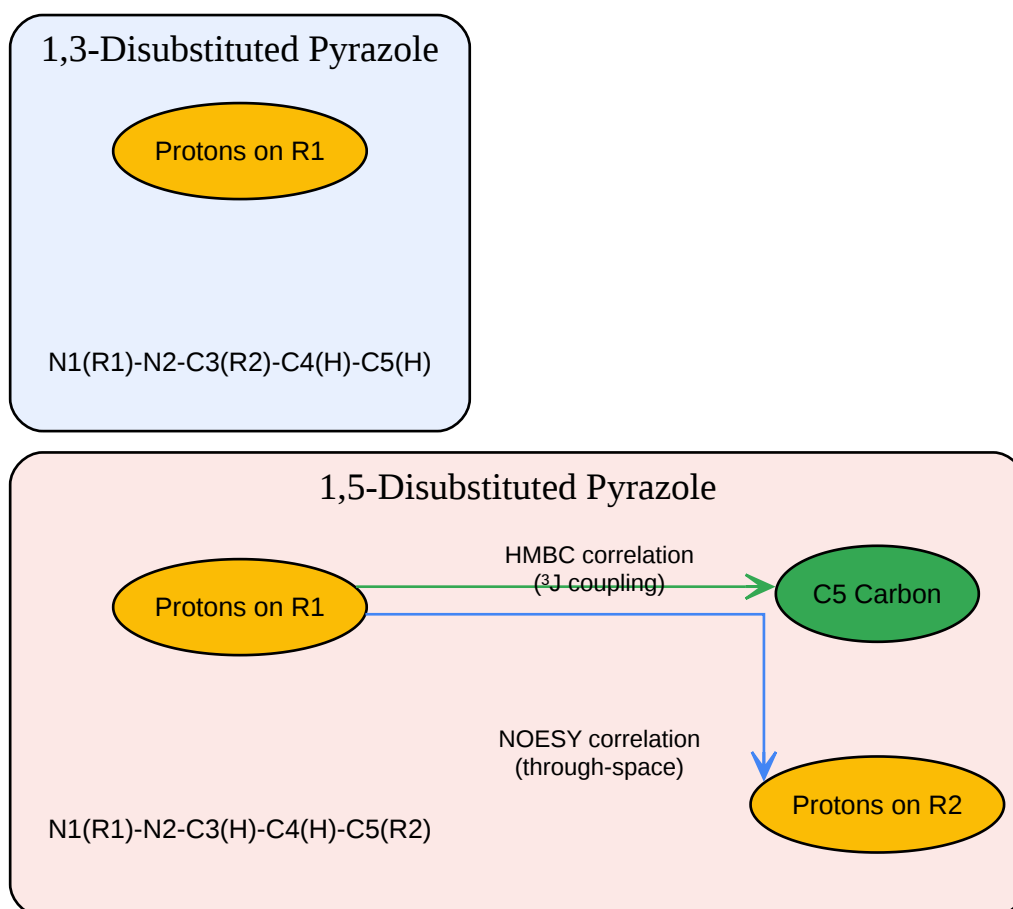 1,3-Disubstituted Pyrazole
Protons on R1
N1(R1)-N2-C3(R2)-C4(H)-C5(H)
1,5-Disubstituted Pyrazole
HMBC correlation
(³J coupling)
Protons on R1
C5 Carbon
NOESY correlation
(through-space)
Protons on R2
N1(R1)-N2-C3(H)-C4(H)-C5(R2)